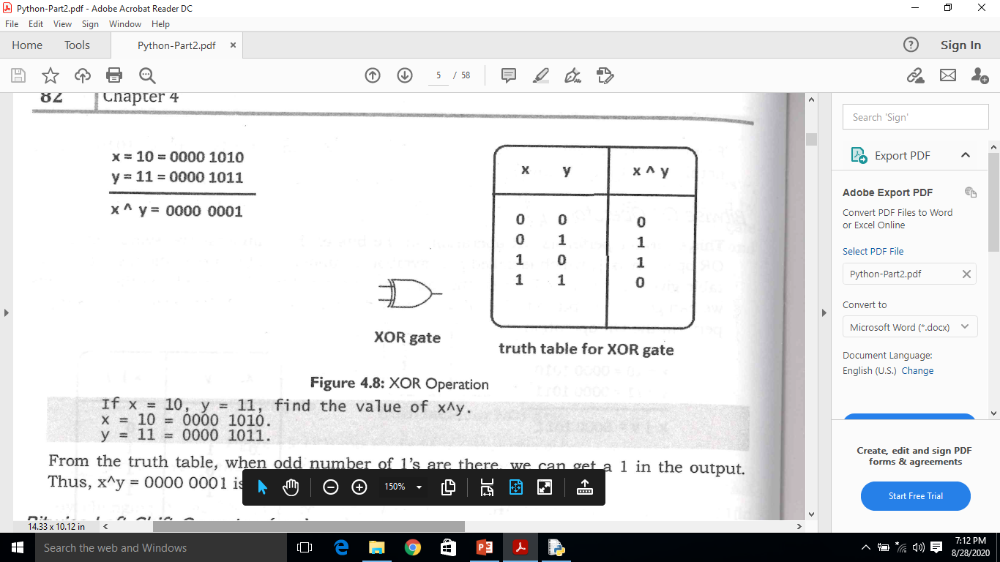 Python-Part2.pdf - Adobe Acrobat Reader DC
File Edit View Sign Window Help
Home Tools Python-Part2.pdf × ? Sign In
5 / 58
82 Chapter 4
x = 10 = 0000 1010
y = 11 = 0000 1011
x ^ y = 0000 0001
XOR gate
x y x ^ y
0 0 0
0 1 1
1 0 1
1 1 0
truth table for XOR gate
Figure 4.8: XOR Operation
If x = 10, y = 11, find the value of x^y.
x = 10 = 0000 1010.
y = 11 = 0000 1011.
From the truth table, when odd number of 1's are there, we can get a 1 in the output.
Thus, x^y = 0000 0001 is
150%
14.33 x 10.12 in
Search 'Sign'
Export PDF
Adobe Export PDF
Convert PDF Files to Word
or Excel Online
Select PDF File
Python-Part2.pdf
Convert to
Microsoft Word (*.docx)
Document Language:
English (U.S.) Change
Create, edit and sign PDF
forms & agreements
Start Free Trial
Search the web and Windows
7:12 PM
8/28/2020